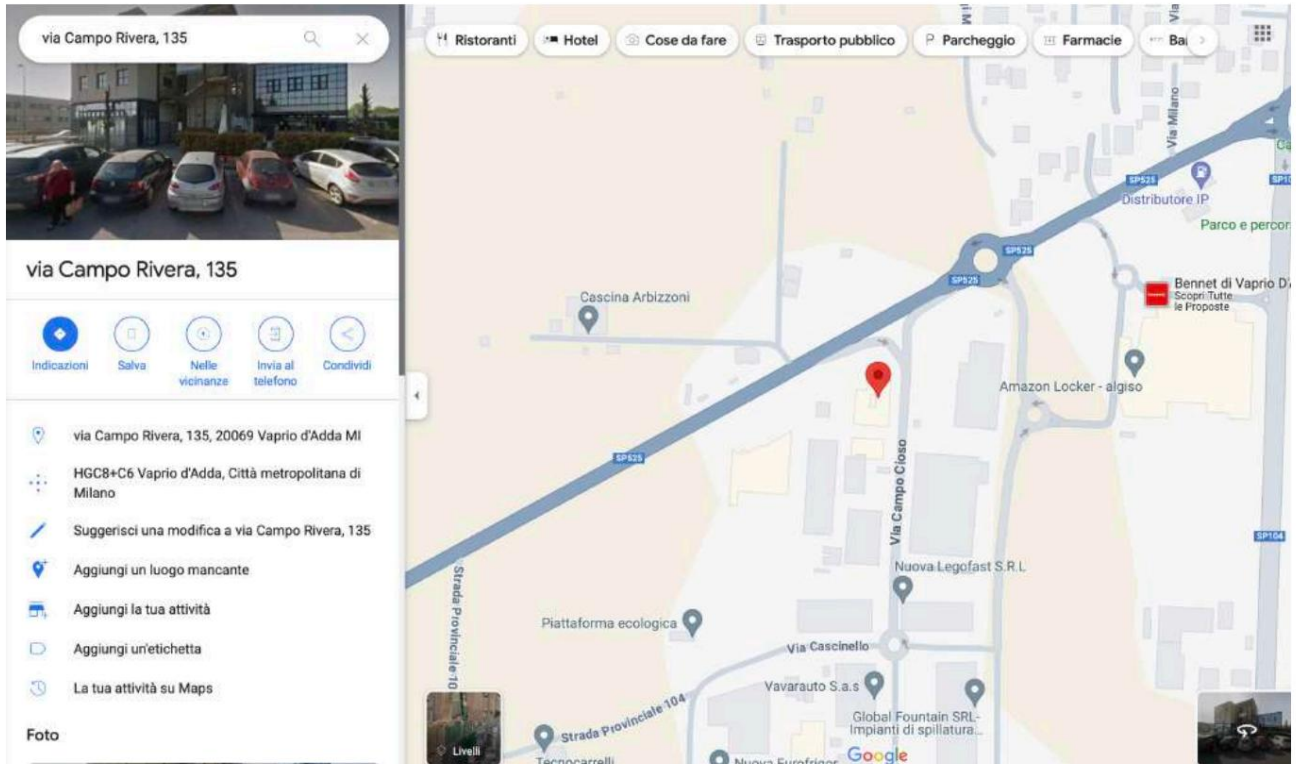 via Campo Rivera, 135
via Campo Rivera, 135
Indicazioni
Salva
Nelle
vicinanze
Invia al
telefono
Condividi
via Campo Rivera, 135, 20069 Vaprio d'Adda MI
HGC8+C6 Vaprio d'Adda, Città metropolitana di
Milano
Suggerisci una modifica a via Campo Rivera, 135
Aggiungi un luogo mancante
Aggiungi la tua attività
Aggiungi un'etichetta
La tua attività su Maps
Foto
Ristoranti
Hotel
Cose da fare
Trasporto pubblico
Parcheggio
Farmacie
Via Milano
SP525
Distributore IP
Parco e percor
SP525
SP525
Bennet di Vaprio D'A
Scopri Tutte
le Proposte
Cascina Arbizzoni
Amazon Locker - algiso
SP525
Via Campo Cioso
SP104
Nuova Legofast S.R.L
Strada Provinciale 10
Piattaforma ecologica
Via Cascinello
Vavarauto S.a.s
Strada Provinciale 104
Global Fountain SRL-
Impianti di spillatura...
Livelli
Tecnocarrelli
Nuova Eurofrigor
Google